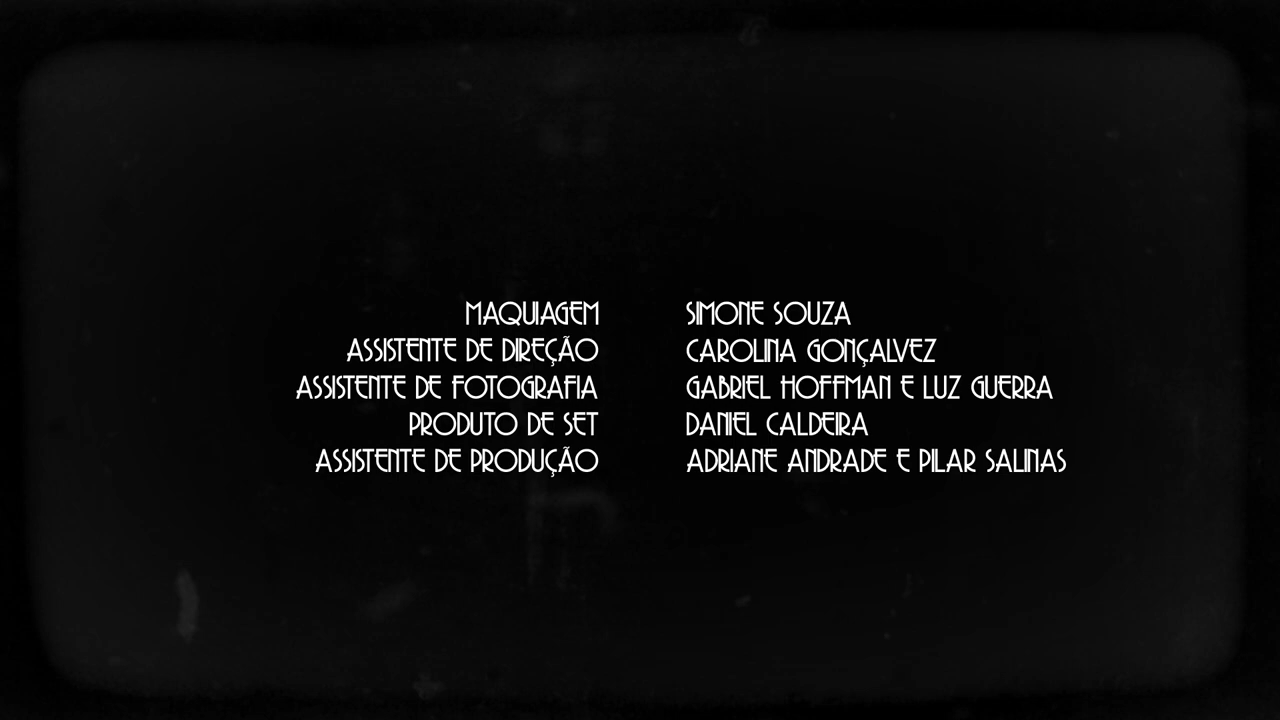 MAQUIAGEM SIMONE SOUZA
ASSISTENTE DE DIREÇÃO CAROLINA GONÇALVEZ
ASSISTENTE DE FOTOGRAFIA GABRIEL HOFFMAN E LUZ GUERRA
PRODUTO DE SET DANIEL CALDEIRA
ASSISTENTE DE PRODUÇÃO ADRIANE ANDRADE E PILAR SALINAS